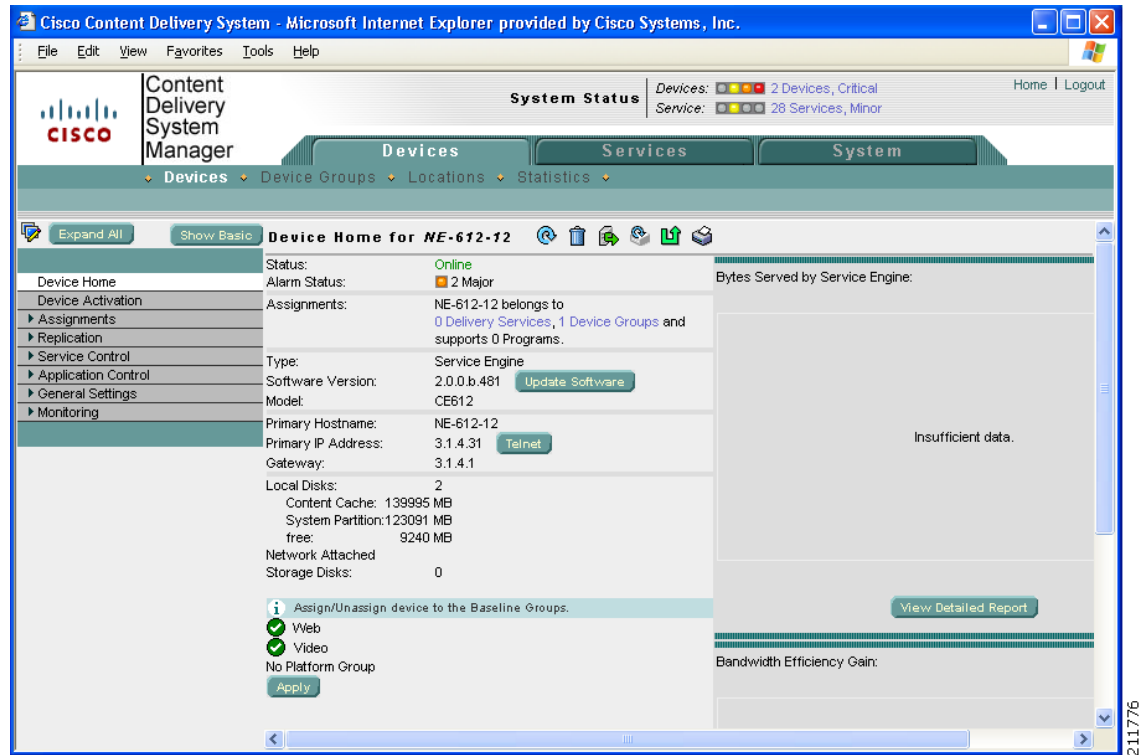 Cisco Content Delivery System - Microsoft Internet Explorer provided by Cisco Systems, Inc.
File Edit View Favorites Tools Help
CISCO
Content
Delivery
System
Manager
System Status
Devices: 2 Devices, Critical
Service: 28 Services, Minor
Home | Logout
Devices Services System
Devices Device Groups Locations Statistics
Expand All Show Basic
Device Home
Device Activation
Assignments
Replication
Service Control
Application Control
General Settings
Monitoring
Device Home for NE-612-12
Status: Online
Alarm Status: 2 Major
Assignments: NE-612-12 belongs to
0 Delivery Services, 1 Device Groups and
supports 0 Programs.
Type: Service Engine
Software Version: 2.0.0.b.481 Update Software
Model: CE612
Primary Hostname: NE-612-12
Primary IP Address: 3.1.4.31 Telnet
Gateway: 3.1.4.1
Local Disks: 2
Content Cache: 139995 MB
System Partition:123091 MB
free: 9240 MB
Network Attached
Storage Disks: 0
i Assign/Unassign device to the Baseline Groups.
Web
Video
No Platform Group
Apply
Bytes Served by Service Engine:
Insufficient data.
View Detailed Report
Bandwidth Efficiency Gain:
211776